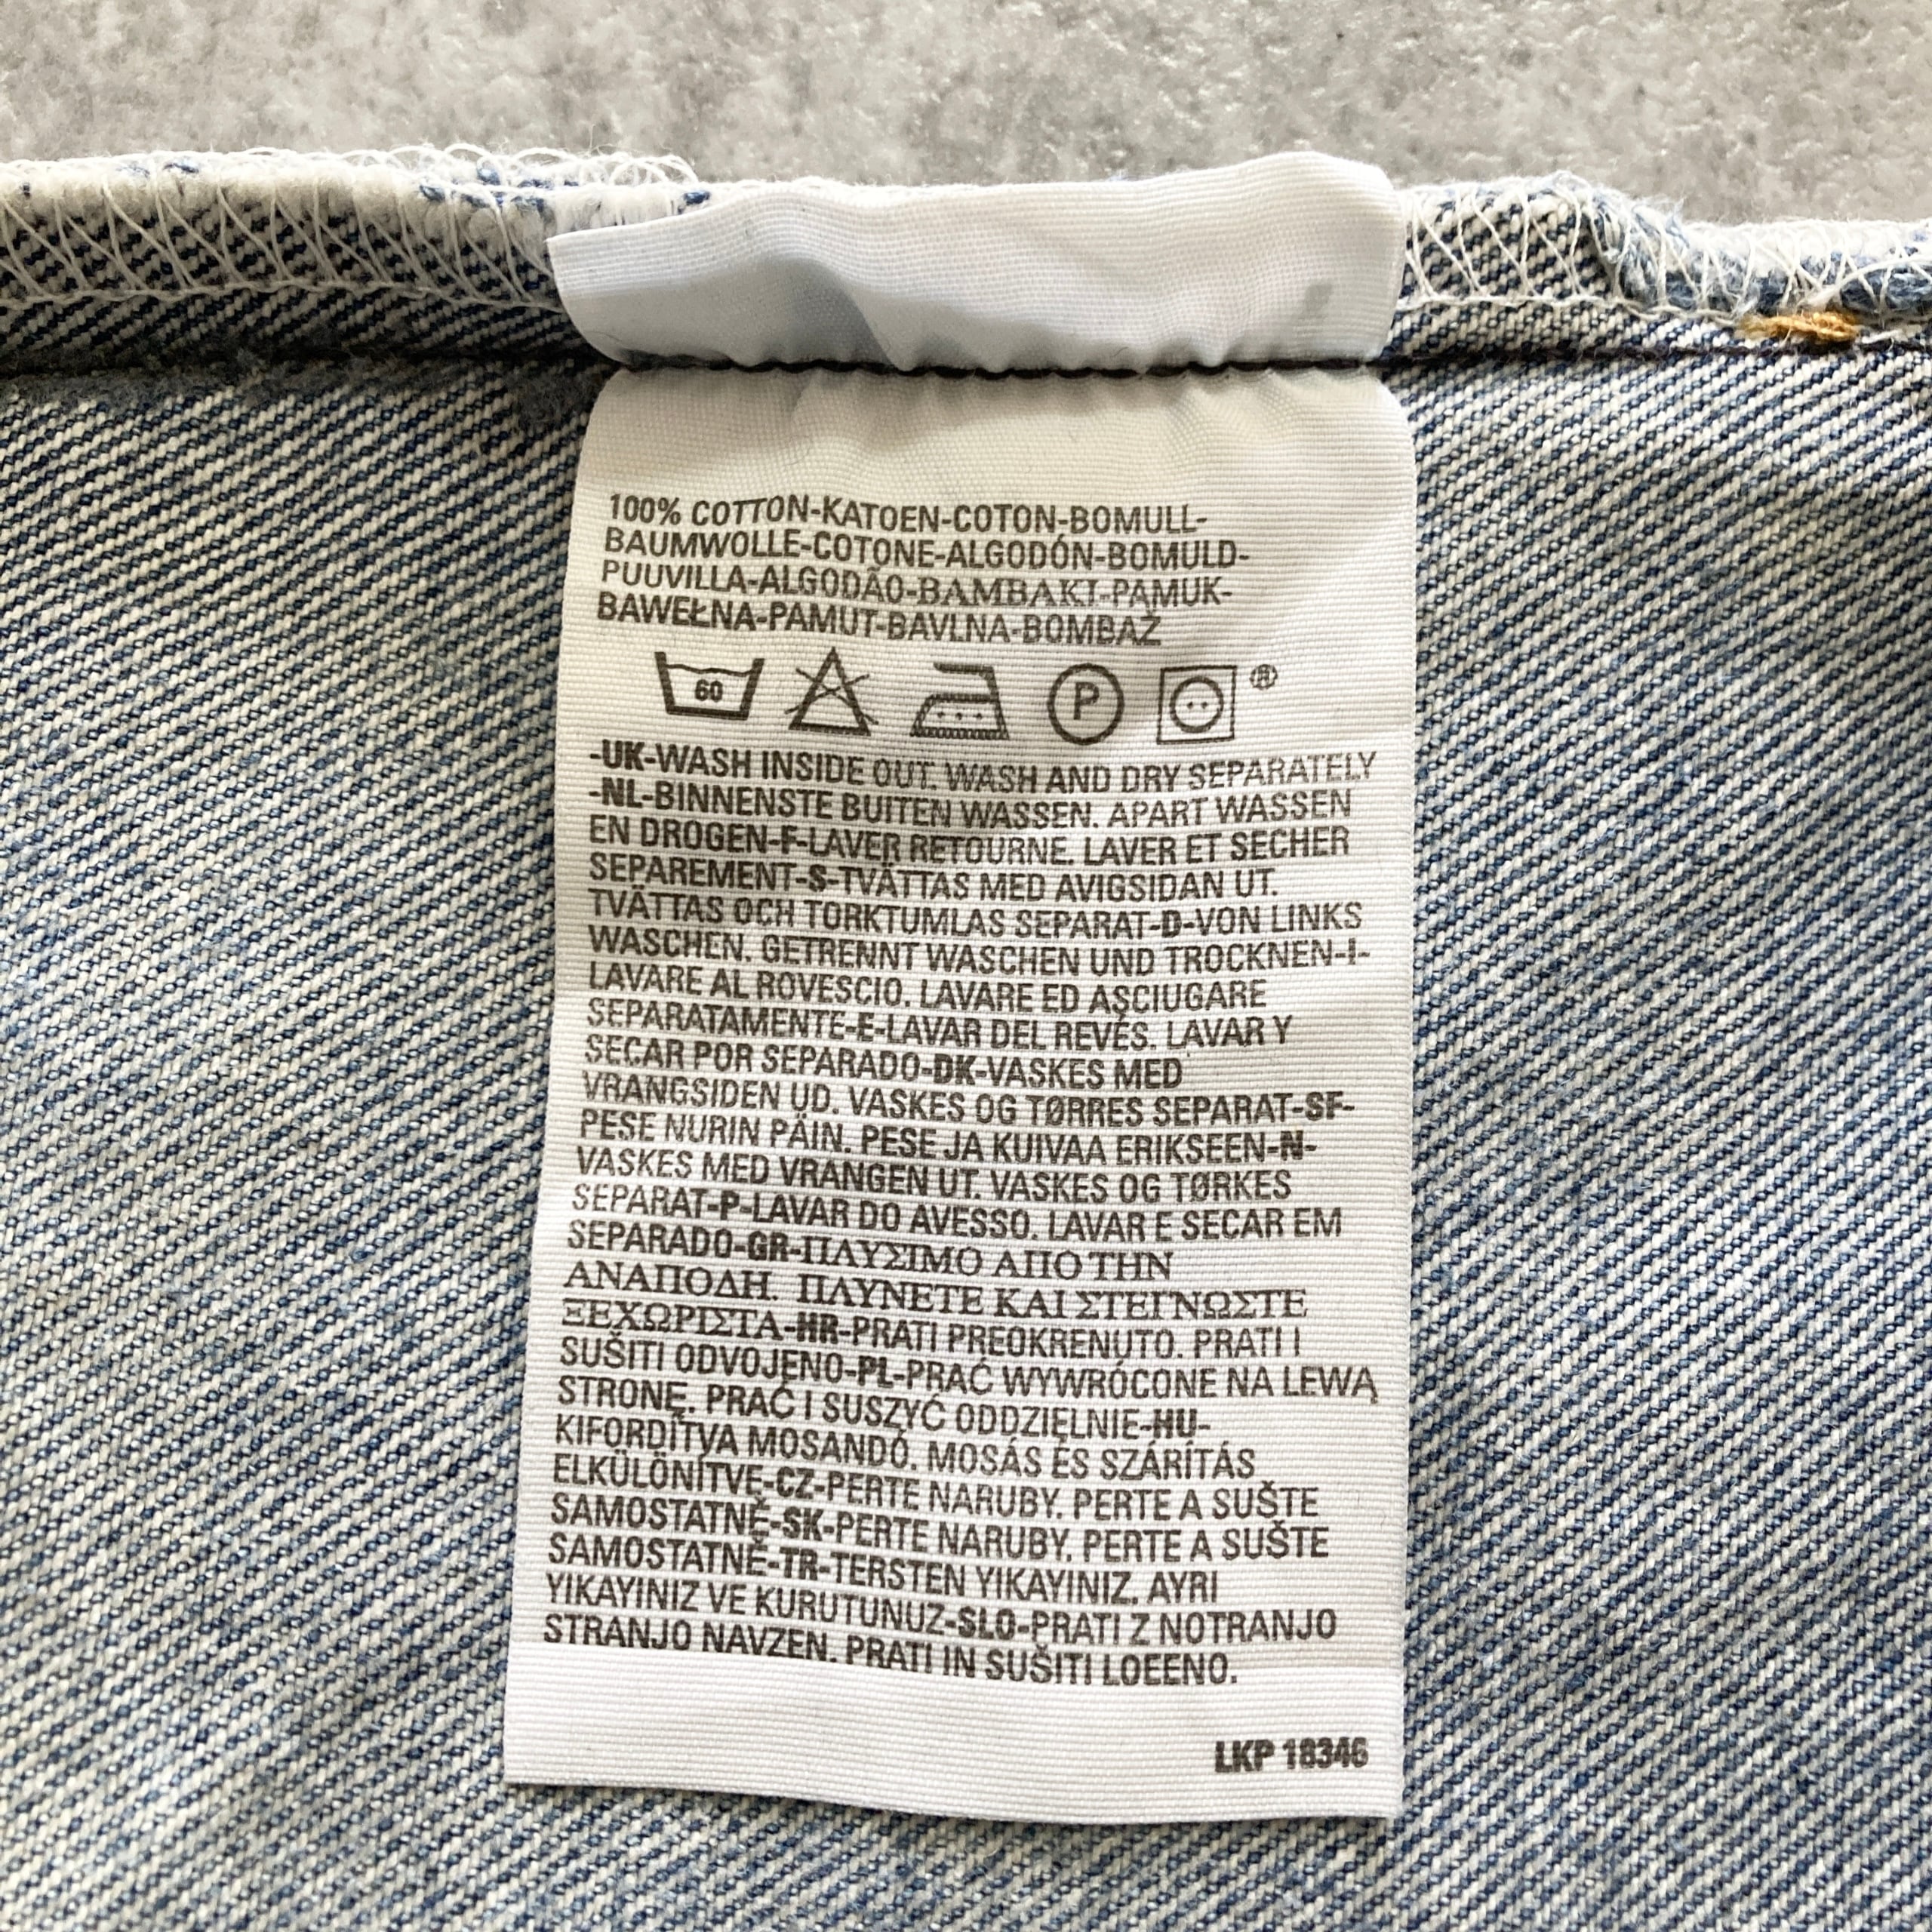 100% COTTON-KATOEN-COTON-BOMULL-
BAUMWOLLE-COTONE-ALGODÓN-BOMULD-
PUUVILLA-ALGODÃO-BAMBAKI-PAMUK-
BAWEŁNA-PAMUT-BAVLNA-BOMBAŽ
60 P ®
-UK-WASH INSIDE OUT. WASH AND DRY SEPARATELY
-NL-BINNENSTE BUITEN WASSEN. APART WASSEN
EN DROGEN-F-LAVER RETOURNE. LAVER ET SECHER
SEPAREMENT-S-TVÄTTAS MED AVIGSIDAN UT.
TVÄTTAS OCH TORKTUMLAS SEPARAT-D-VON LINKS
WASCHEN. GETRENNT WASCHEN UND TROCKNEN-I-
LAVARE AL ROVESCIO. LAVARE ED ASCIUGARE
SEPARATAMENTE-E-LAVAR DEL REVÉS. LAVAR Y
SECAR POR SEPARADO-DK-VASKES MED
VRANGSIDEN UD. VASKES OG TØRRES SEPARAT-SF-
PESE NURIN PÄIN. PESE JA KUIVAA ERIKSEEN-N-
VASKES MED VRANGEN UT. VASKES OG TØRKES
SEPARAT-P-LAVAR DO AVESSO. LAVAR E SECAR EM
SEPARADO-GR-ΠΛΥΣΙΜΟ ΑΠΟ ΤΗΝ
ΑΝΑΠΟΔΗ. ΠΛΥΝΕΤΕ ΚΑΙ ΣΤΕΓΝΩΣΤΕ
ΞΕΧΩΡΙΣΤΑ-HR-PRATI PREOKRENUTO. PRATI I
SUŠITI ODVOJENO-PL-PRAĆ WYWRÓCONE NA LEWĄ
STRONĘ. PRAĆ I SUSZYĆ ODDZIĘLNIE-HU-
KIFORDÍTVA MOSANDÓ. MOSÁS ÉS SZÁRÍTÁS
ELKÜLÖNÍTVE-CZ-PERTE NARUBY. PERTE A SUŠTE
SAMOSTATNĚ-SK-PERTE NARUBY. PERTE A SUŠTE
SAMOSTATNĚ-TR-TERSTEN YIKAYINIZ. AYRI
YIKAYINIZ VE KURUTUNUZ-SLO-PRATI Z NOTRANJO
STRANJO NAVZEN. PRATI IN SUŠITI LOEENO.
LKP 18346